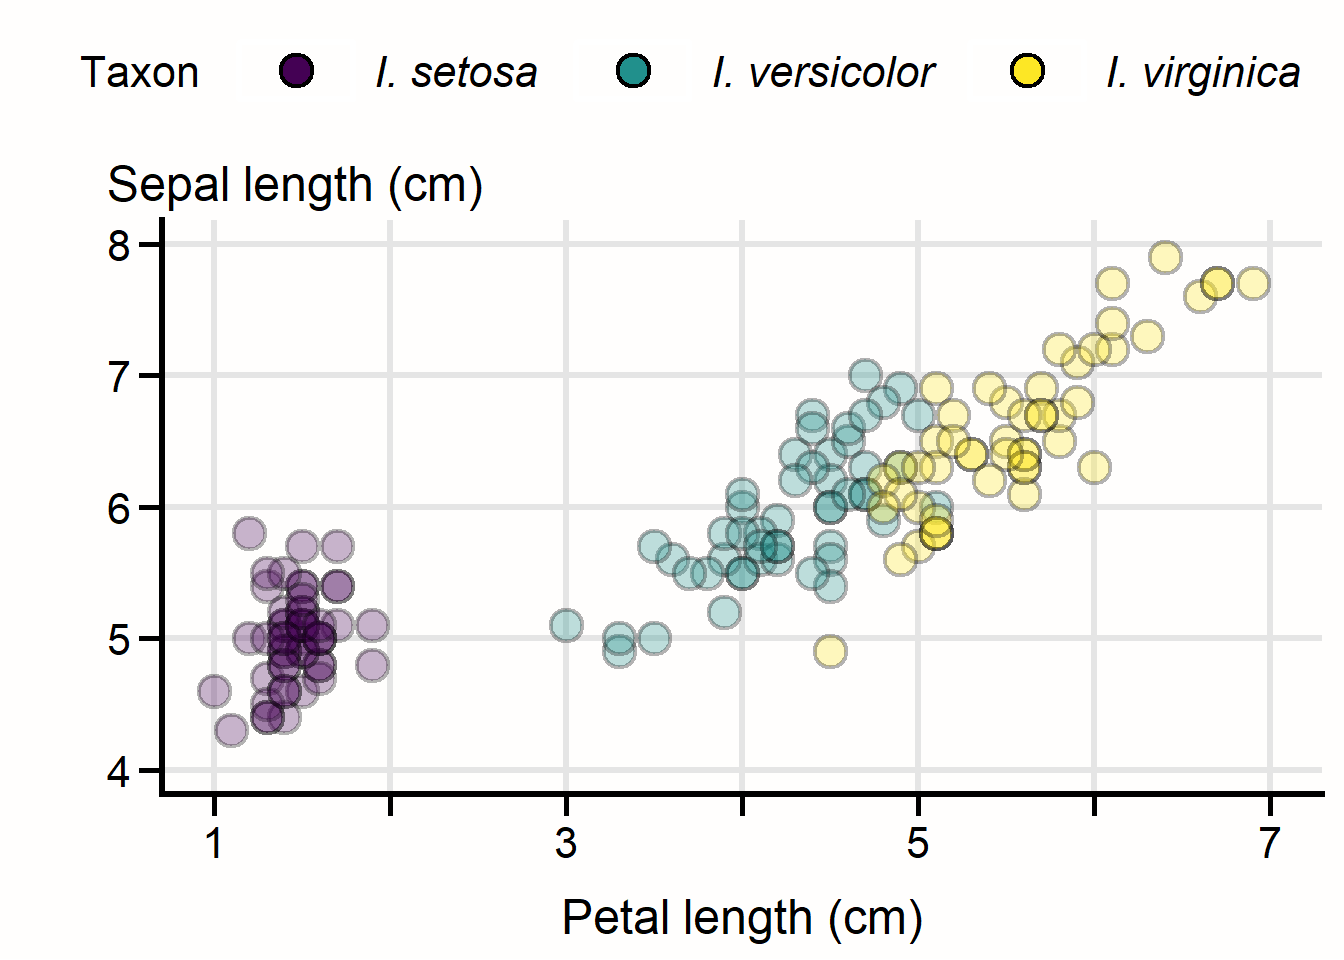 Taxon I. setosa I. versicolor I. virginica
Sepal length (cm)
8
7
6
5
4
1 3 5 7
Petal length (cm)